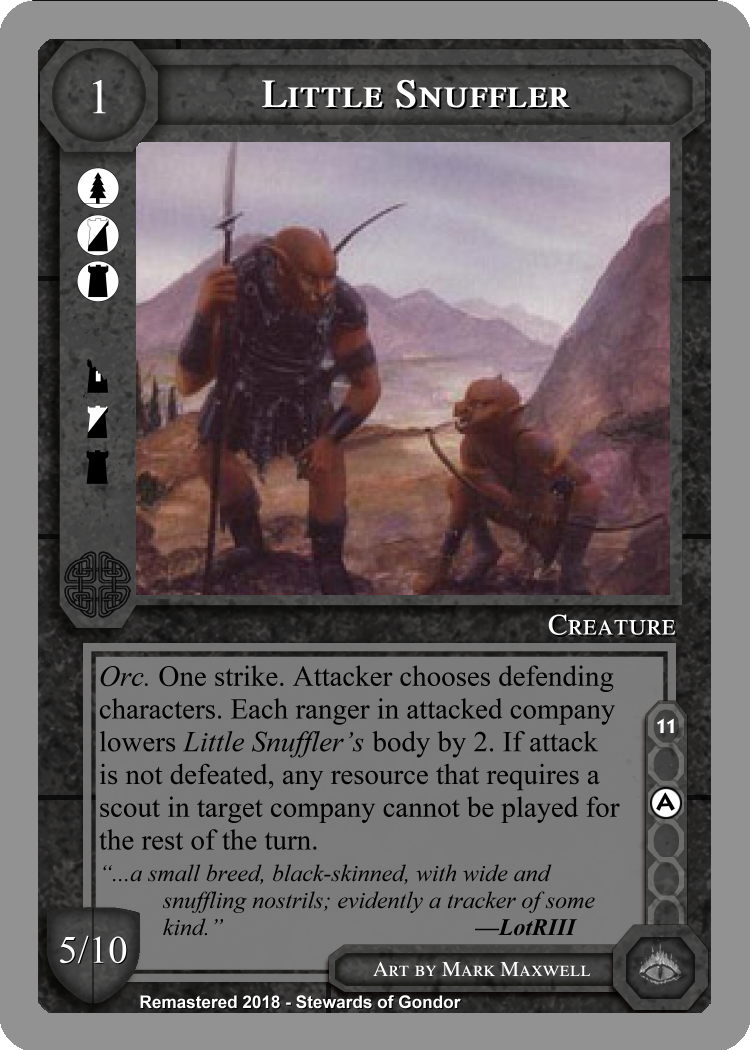 1
LITTLE SNUFFLER
CREATURE
Orc. One strike. Attacker chooses defending
characters. Each ranger in attacked company
lowers Little Snuffler’s body by 2. If attack
is not defeated, any resource that requires a
scout in target company cannot be played for
the rest of the turn.
“...a small breed, black-skinned, with wide and
snuffling nostrils; evidently a tracker of some
kind.” —LotRIII
11
A
5/10
ART BY MARK MAXWELL
Remastered 2018 - Stewards of Gondor